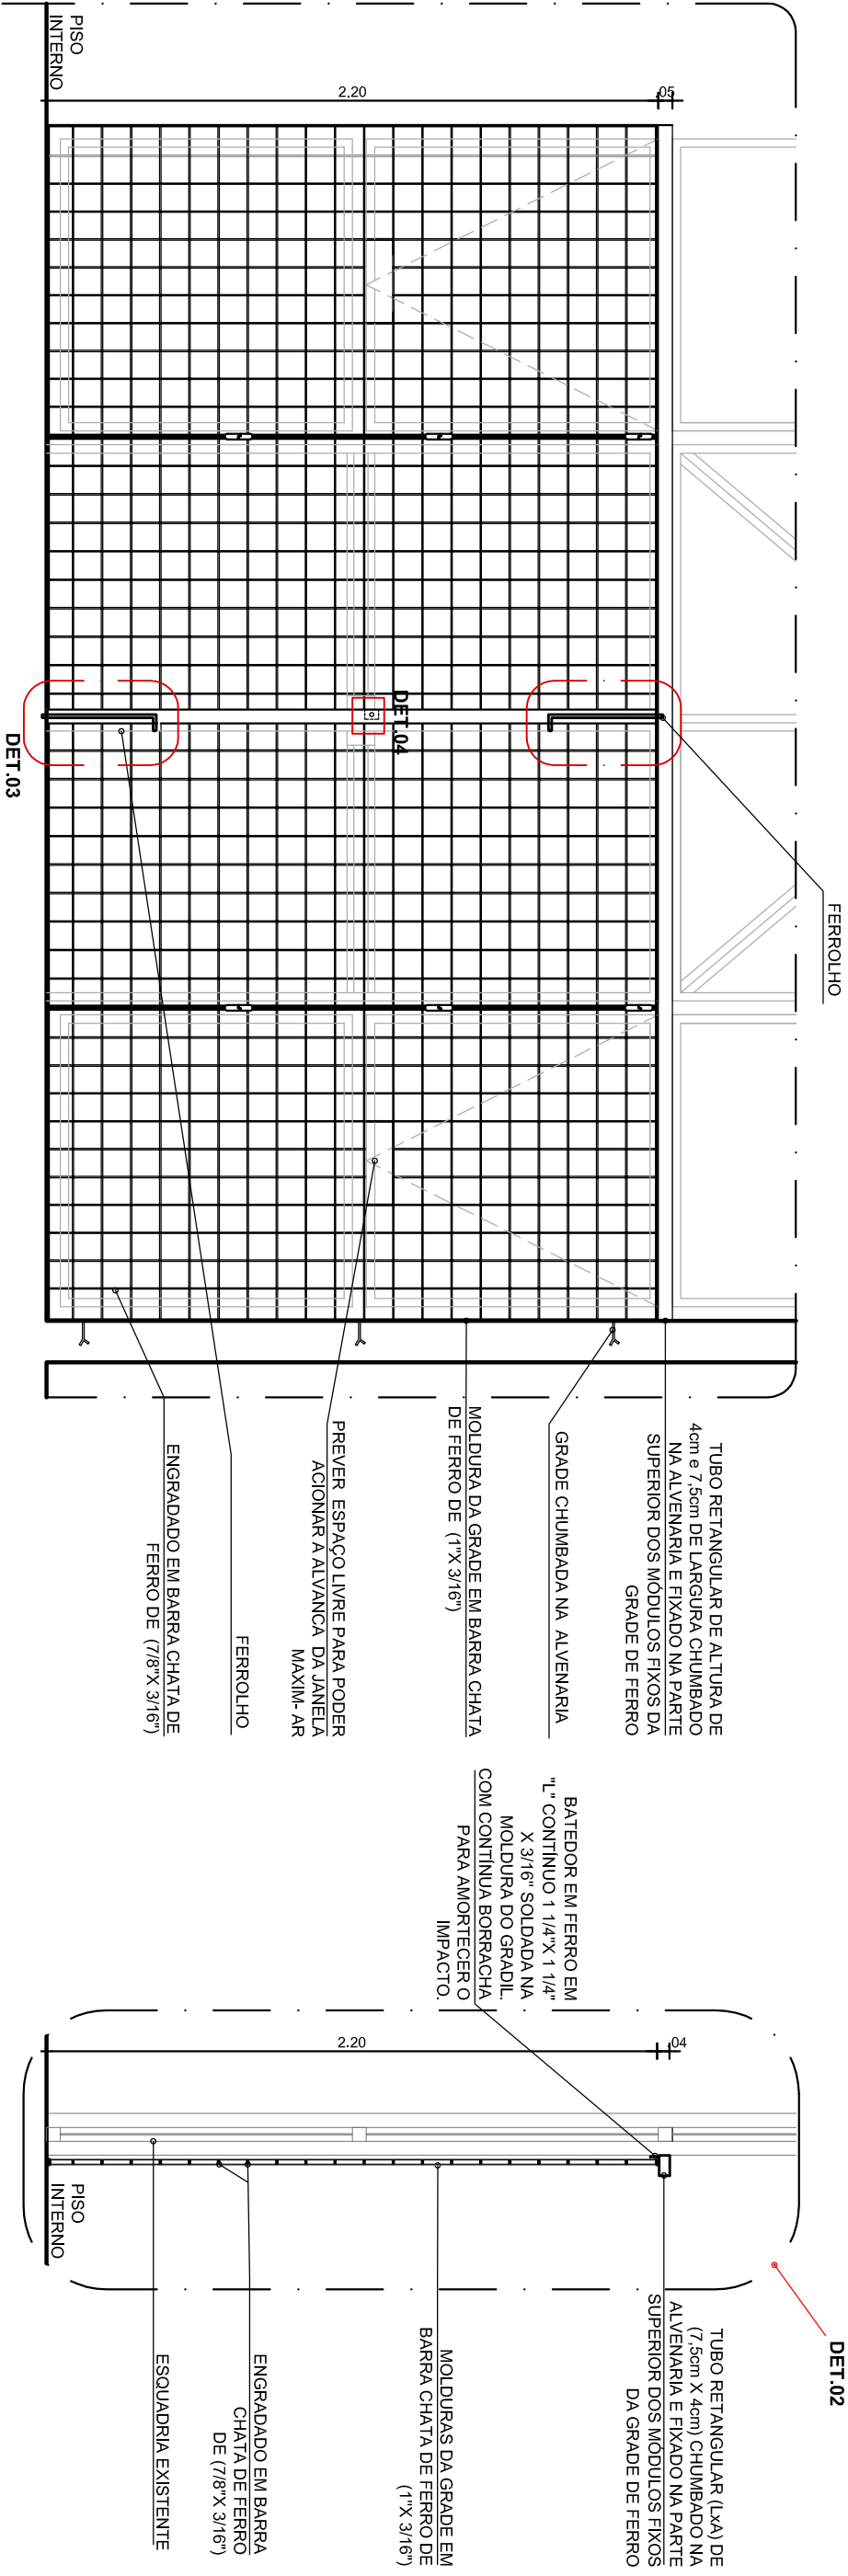 PISO
INTERNO
2.20
.05
DET.04
DET.03
FERROLHO
TUBO RETANGULAR DE ALTURA DE
4cm e 7,5cm DE LARGURA CHUMBADO
NA ALVENARIA E FIXADO NA PARTE
SUPERIOR DOS MÓDULOS FIXOS DA
GRADE DE FERRO
GRADE CHUMBADA NA ALVENARIA
MOLDURA DA GRADE EM BARRA CHATA
DE FERRO DE (1"X 3/16")
PREVER ESPAÇO LIVRE PARA PODER
ACIONAR A ALVANCA DA JANELA
MAXIM- AR
FERROLHO
ENGRADADO EM BARRA CHATA DE
FERRO DE (7/8"X 3/16")
BATEDOR EM FERRO EM
"L" CONTÍNUO 1 1/4"X 1 1/4"
X 3/16" SOLDADA NA
MOLDURA DO GRADIL.
COM CONTÍNUA BORRACHA
PARA AMORTECER O
IMPACTO.
2.20
.04
PISO
INTERNO
DET.02
TUBO RETANGULAR (LxA) DE
(7,5cm X 4cm) CHUMBADO NA
ALVENARIA E FIXADO NA PARTE
SUPERIOR DOS MÓDULOS FIXOS
DA GRADE DE FERRO
MOLDURAS DA GRADE EM
BARRA CHATA DE FERRO DE
(1"X 3/16")
ENGRADADO EM BARRA
CHATA DE FERRO
DE (7/8"X 3/16")
ESQUADRIA EXISTENTE